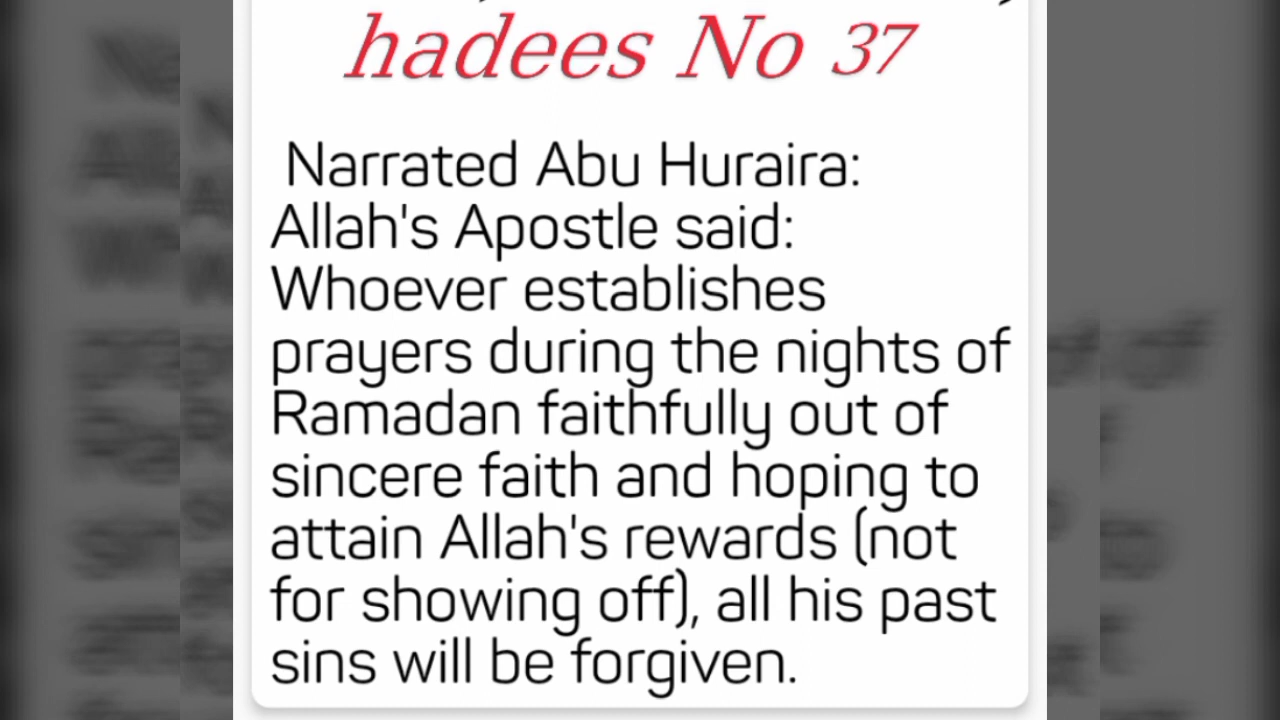 hadees No 37
Narrated Abu Huraira:
Allah's Apostle said:
Whoever establishes
prayers during the nights of
Ramadan faithfully out of
sincere faith and hoping to
attain Allah's rewards (not
for showing off), all his past
sins will be forgiven.